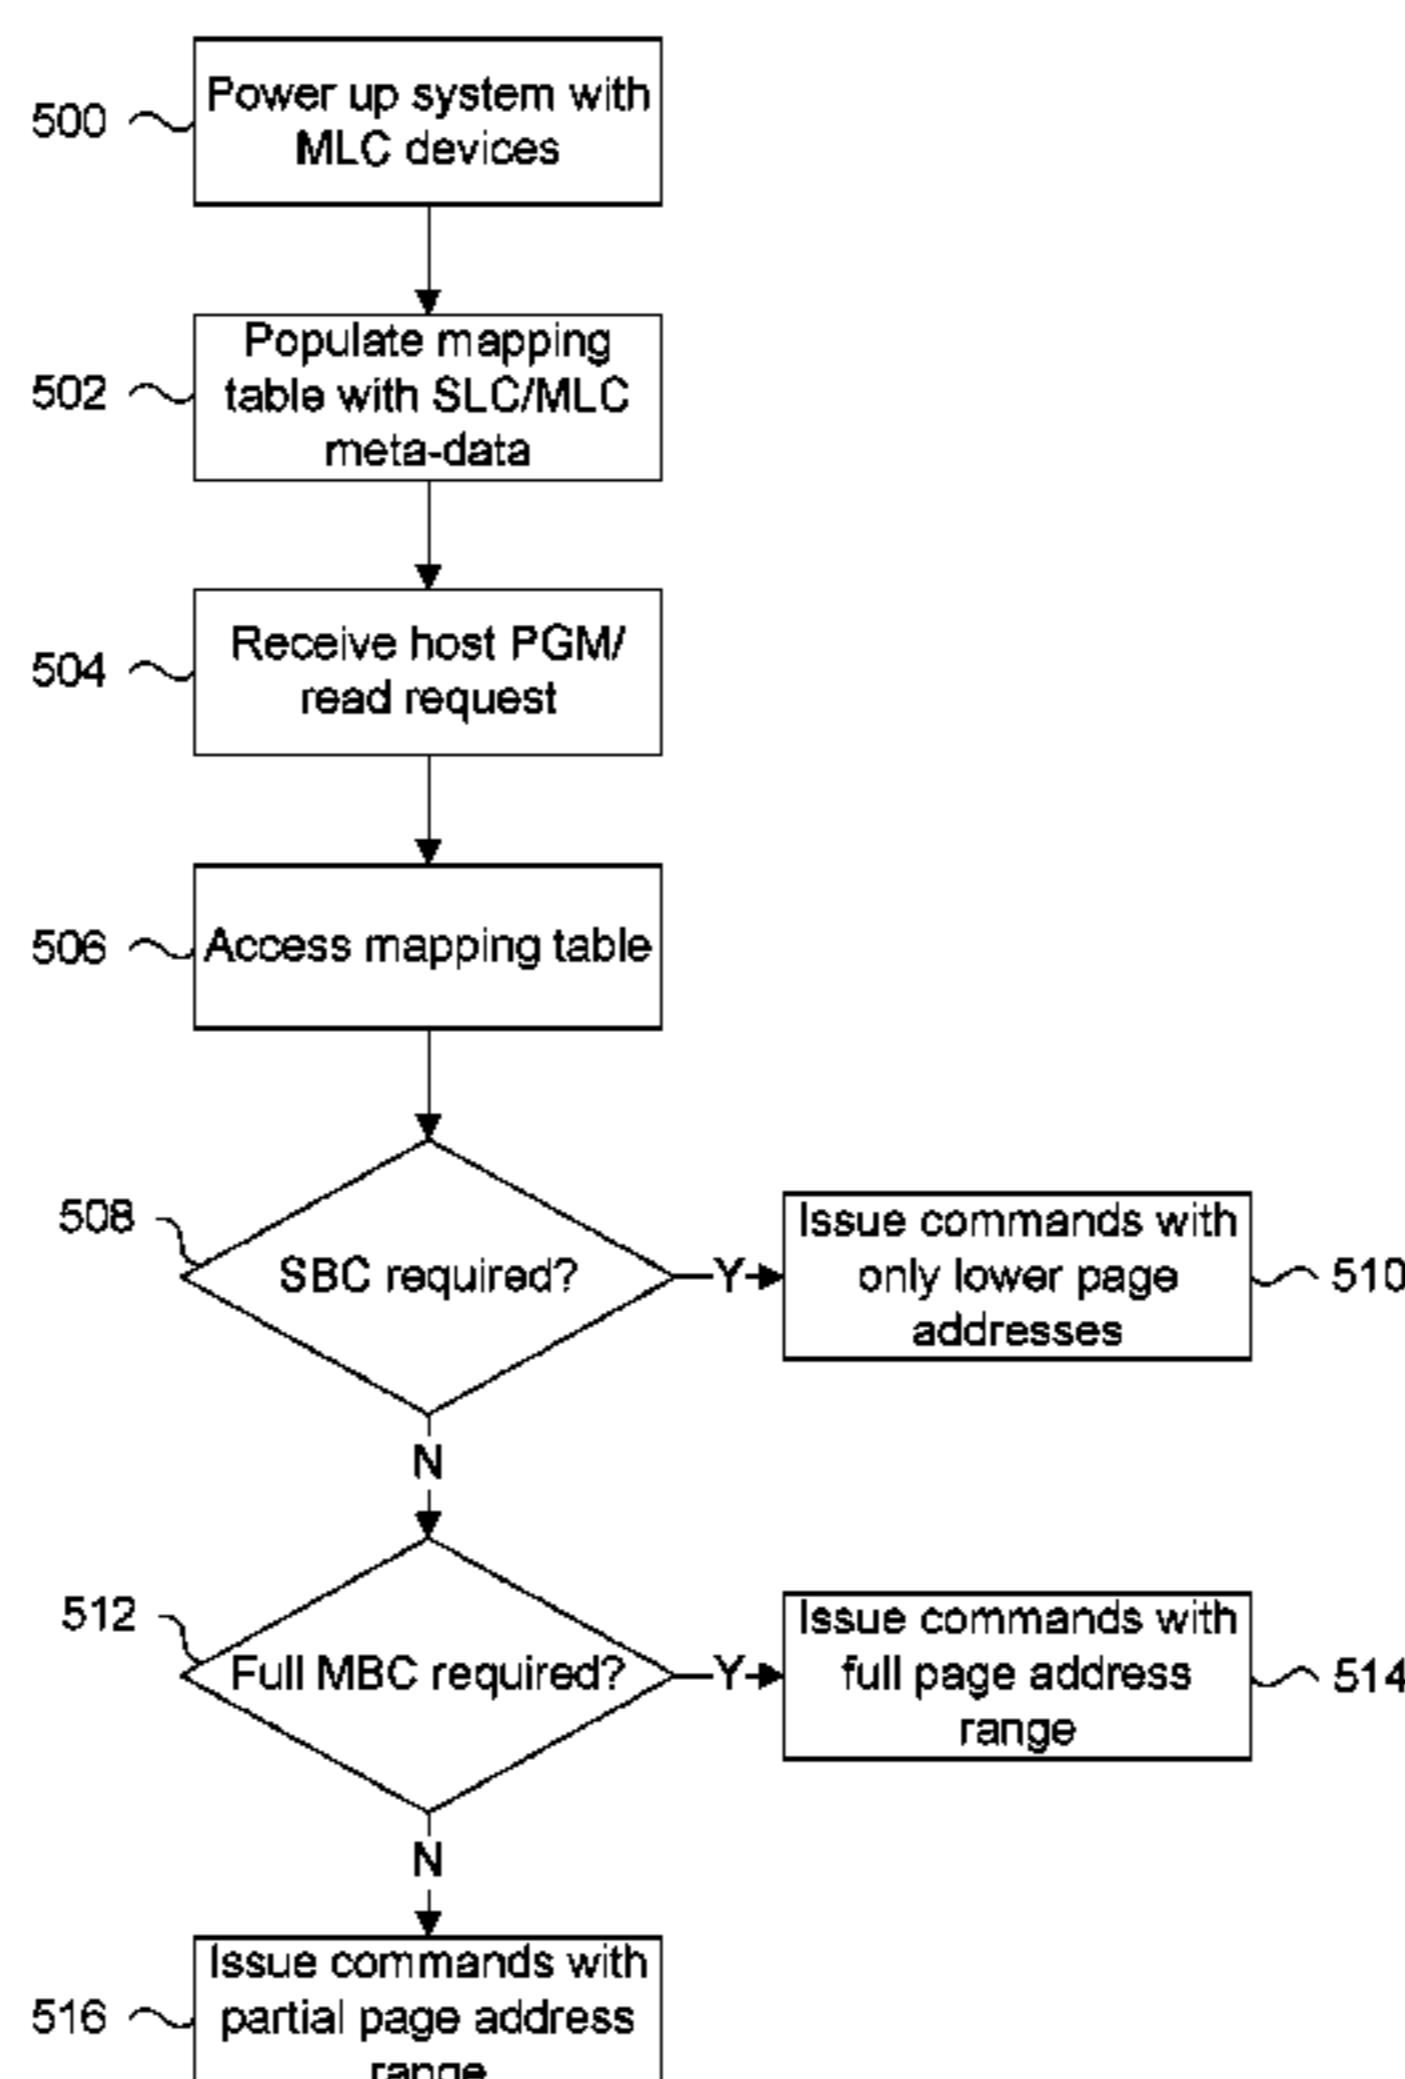 500
Power up system with
MLC devices
502
Populate mapping
table with SLC/MLC
meta-data
504
Receive host PGM/
read request
506
Access mapping table
508
SBC required?
Y
Issue commands with
only lower page
addresses
510
N
512
Full MBC required?
Y
Issue commands with
full page address
range
514
N
516
Issue commands with
partial page address
range